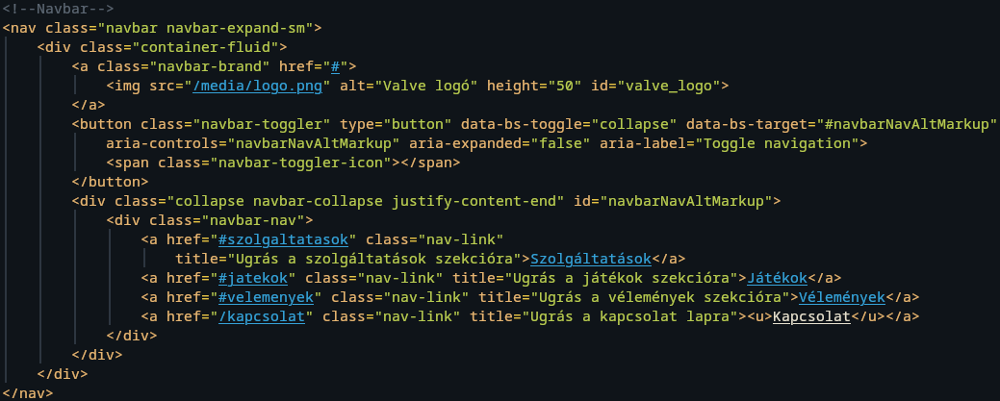 <!--Navbar-->
<nav class="navbar navbar-expand-sm">
<div class="container-fluid">
<a class="navbar-brand" href="#">
<img src="/media/logo.png" alt="Valve logó" height="50" id="valve_logo">
</a>
<button class="navbar-toggler" type="button" data-bs-toggle="collapse" data-bs-target="#navbarNavAltMarkup"
aria-controls="navbarNavAltMarkup" aria-expanded="false" aria-label="Toggle navigation">
<span class="navbar-toggler-icon"></span>
</button>
<div class="collapse navbar-collapse justify-content-end" id="navbarNavAltMarkup">
<div class="navbar-nav">
<a href="#szolgaltatasok" class="nav-link"
title="Ugrás a szolgáltatások szekcióra">Szolgáltatások</a>
<a href="#jatekok" class="nav-link" title="Ugrás a játékok szekcióra">Játékok</a>
<a href="#velemenyek" class="nav-link" title="Ugrás a vélemények szekcióra">Vélemények</a>
<a href="/kapcsolat" class="nav-link" title="Ugrás a kapcsolat lapra"><u>Kapcsolat</u></a>
</div>
</div>
</div>
</nav>